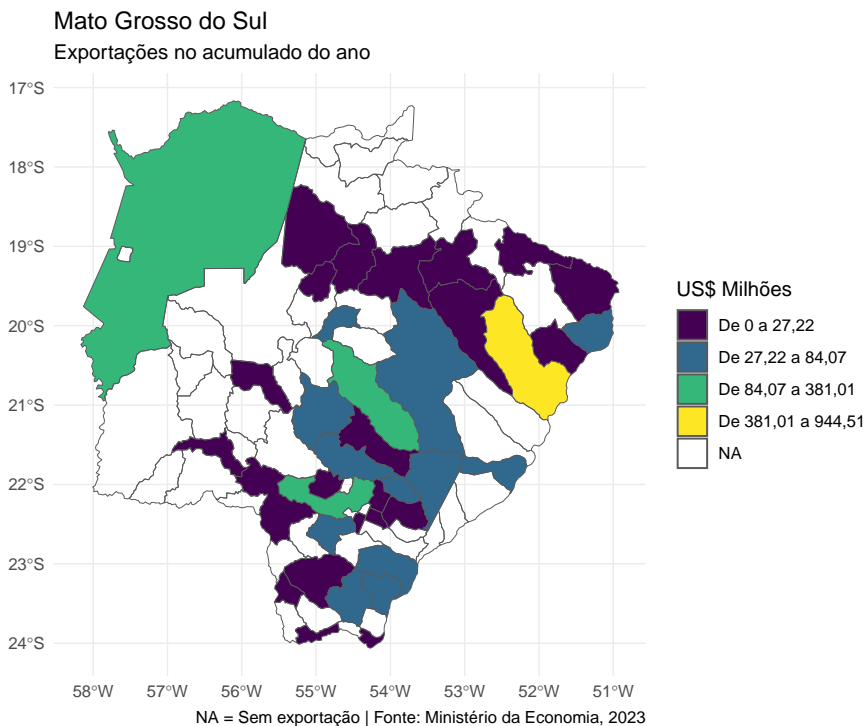 Mato Grosso do Sul
Exportações no acumulado do ano
17°S
18°S
19°S
20°S
21°S
22°S
23°S
24°S
58°W
57°W
56°W
55°W
54°W
53°W
52°W
51°W
US$ Milhões
De 0 a 27,22
De 27,22 a 84,07
De 84,07 a 381,01
De 381,01 a 944,51
NA
NA = Sem exportação | Fonte: Ministério da Economia, 2023